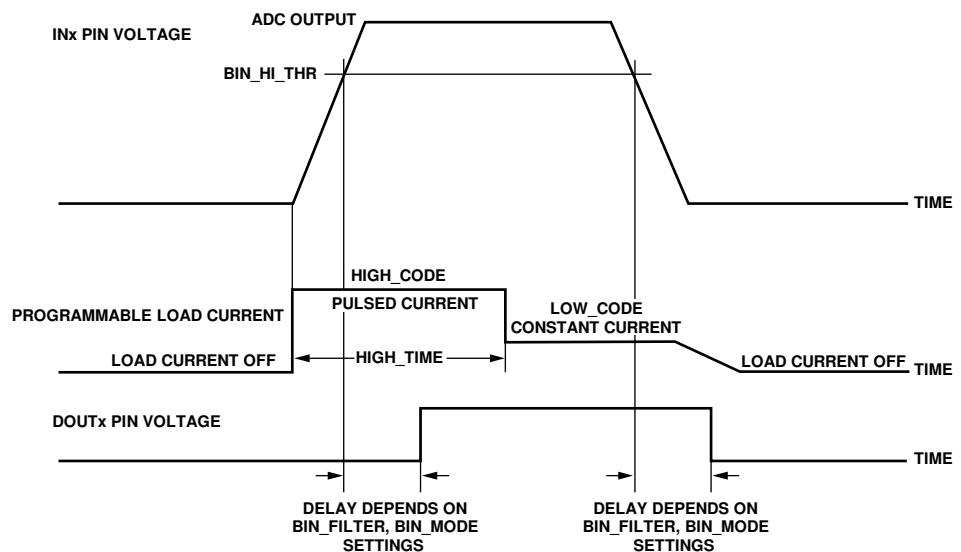 INx PIN VOLTAGE
ADC OUTPUT
BIN_HI_THR
TIME
HIGH_CODE
PULSED CURRENT
LOW_CODE
CONSTANT CURRENT
PROGRAMMABLE LOAD CURRENT
LOAD CURRENT OFF
HIGH_TIME
LOAD CURRENT OFF
TIME
DOUTx PIN VOLTAGE
TIME
DELAY DEPENDS ON
BIN_FILTER, BIN_MODE
SETTINGS
DELAY DEPENDS ON
BIN_FILTER, BIN_MODE
SETTINGS